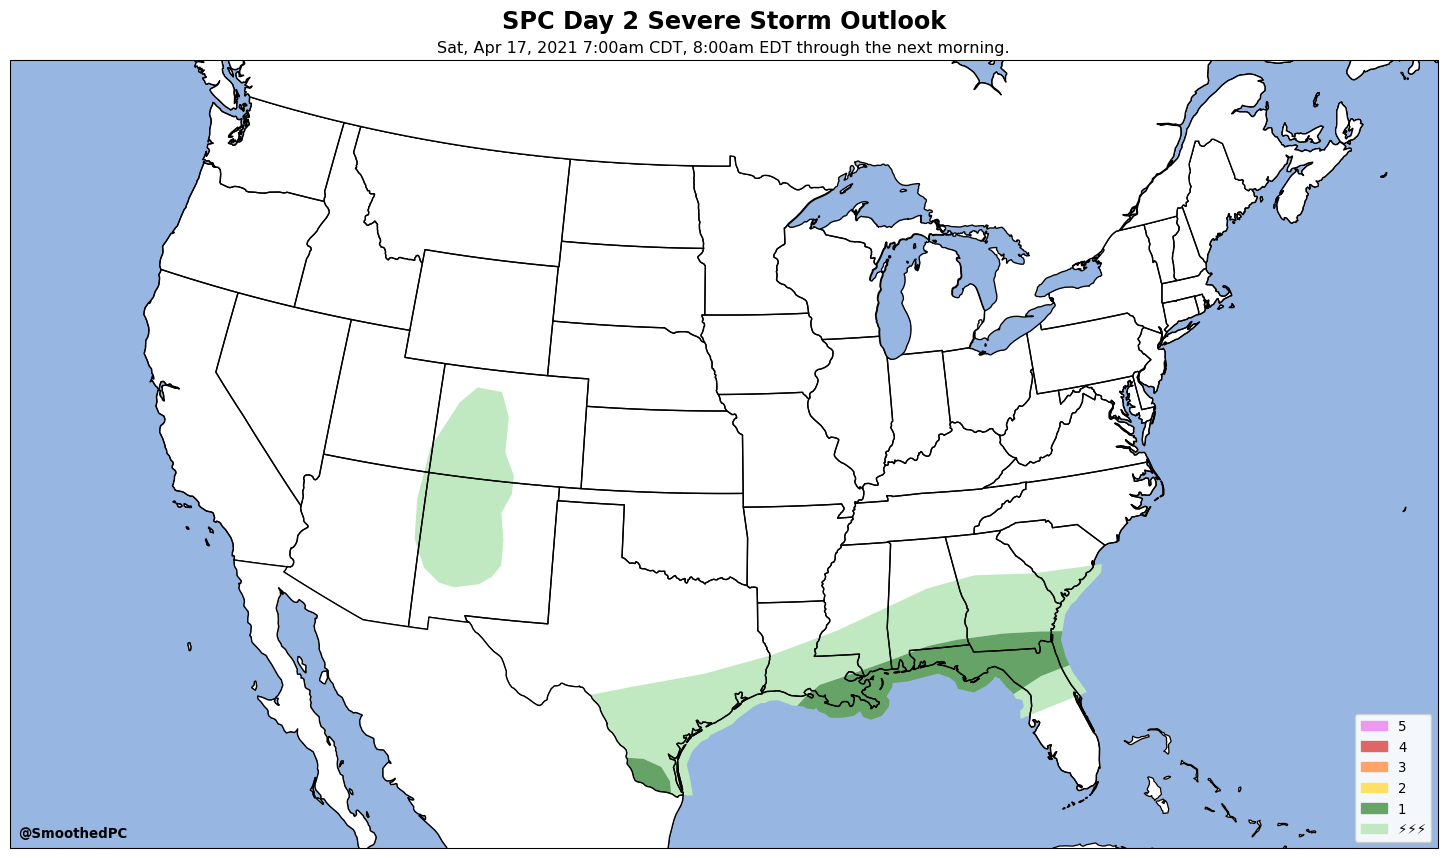 SPC Day 2 Severe Storm Outlook
Sat, Apr 17, 2021 7:00am CDT, 8:00am EDT through the next morning.
5
4
3
2
1
⚡⚡⚡
@SmoothedPC